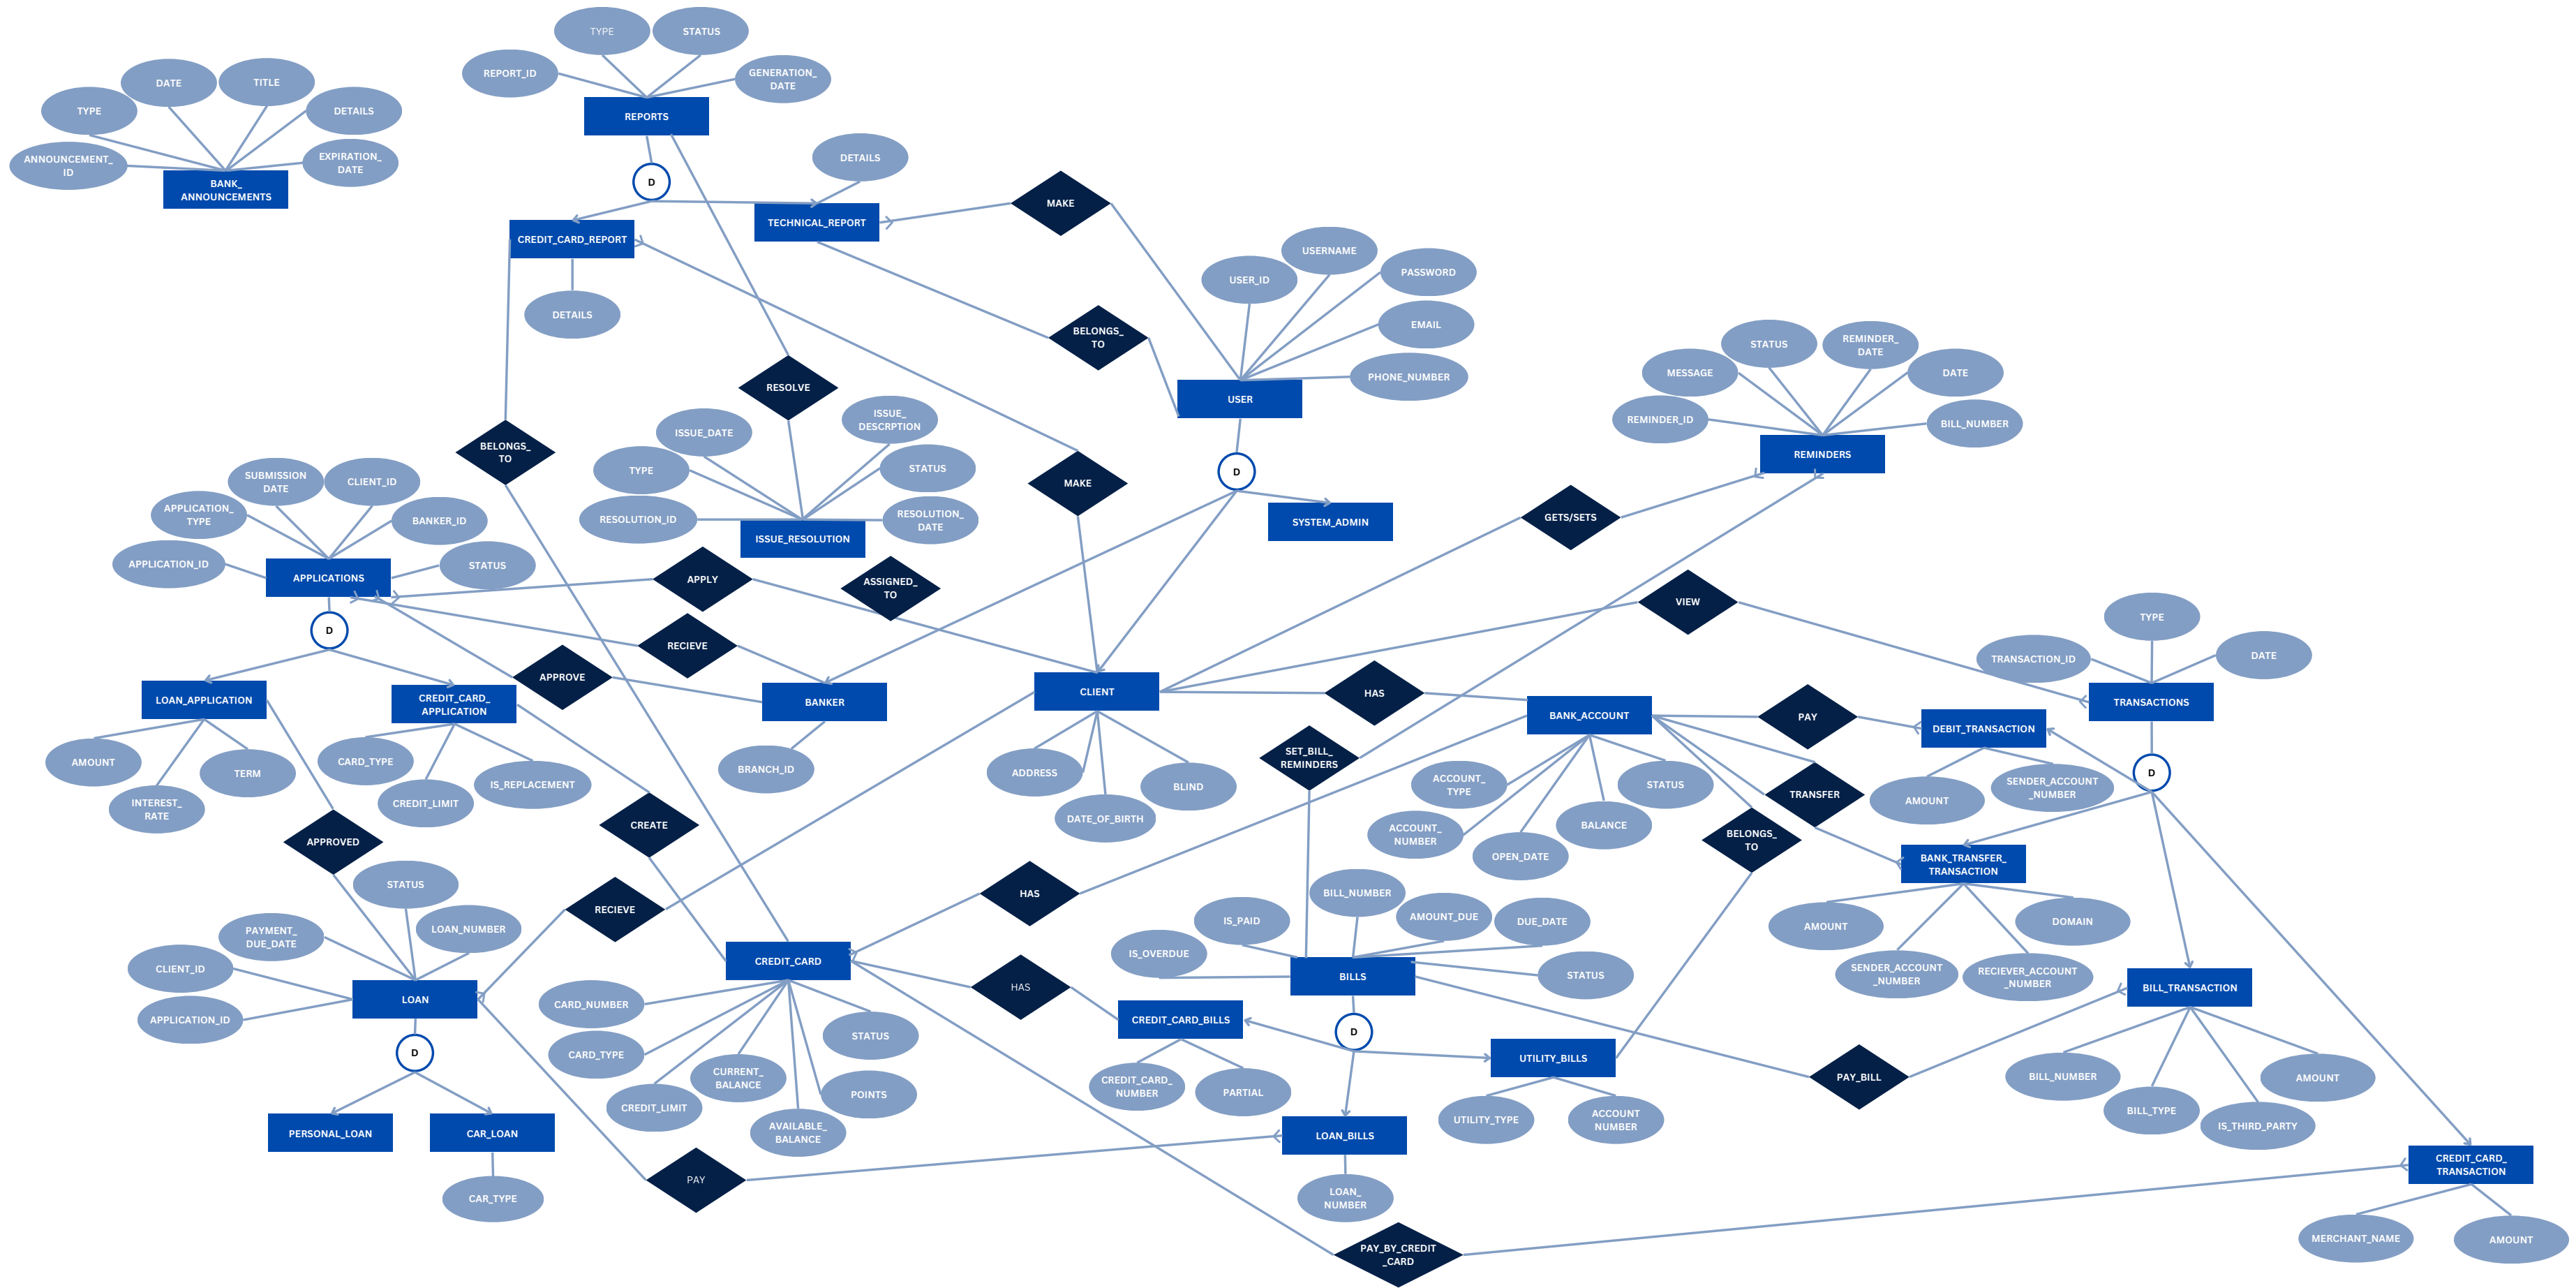 TYPE
STATUS
REPORT_ID
GENERATION_
DATE
REPORTS
DATE
TITLE
TYPE
DETAILS
ANNOUNCEMENT_
ID
EXPIRATION_
DATE
BANK_
ANNOUNCEMENTS
D
DETAILS
CREDIT_CARD_REPORT
TECHNICAL_REPORT
MAKE
DETAILS
USER_ID
USERNAME
PASSWORD
EMAIL
PHONE_NUMBER
BELONGS_
TO
USER
RESOLVE
BELONGS_
TO
ISSUE_DATE
ISSUE_
DESCRPTION
TYPE
STATUS
RESOLUTION_ID
RESOLUTION_
DATE
ISSUE_RESOLUTION
MAKE
D
SYSTEM_ADMIN
MESSAGE
STATUS
REMINDER_
DATE
DATE
REMINDER_ID
BILL_NUMBER
REMINDERS
GETS/SETS
SUBMISSION
DATE
CLIENT_ID
APPLICATION_
TYPE
BANKER_ID
APPLICATION_ID
STATUS
APPLICATIONS
APPLY
ASSIGNED_
TO
D
RECIEVE
APPROVE
BANKER
BRANCH_ID
LOAN_APPLICATION
CREDIT_CARD_
APPLICATION
AMOUNT
TERM
INTEREST_
RATE
CARD_TYPE
CREDIT_LIMIT
IS_REPLACEMENT
APPROVED
CREATE
CLIENT
ADDRESS
DATE_OF_BIRTH
BLIND
VIEW
HAS
BANK_ACCOUNT
SET_BILL_
REMINDERS
ACCOUNT_
TYPE
ACCOUNT_
NUMBER
OPEN_DATE
BALANCE
STATUS
PAY
TRANSFER
BELONGS_
TO
TYPE
TRANSACTION_ID
DATE
TRANSACTIONS
DEBIT_TRANSACTION
AMOUNT
SENDER_ACCOUNT
_NUMBER
D
BANK_TRANSFER_
TRANSACTION
AMOUNT
DOMAIN
SENDER_ACCOUNT
_NUMBER
RECIEVER_ACCOUNT
_NUMBER
STATUS
PAYMENT_
DUE_DATE
LOAN_NUMBER
CLIENT_ID
APPLICATION_ID
LOAN
RECIEVE
D
PERSONAL_LOAN
CAR_LOAN
CAR_TYPE
HAS
CREDIT_CARD
HAS
CARD_NUMBER
CARD_TYPE
CREDIT_LIMIT
CURRENT_
BALANCE
AVAILABLE_
BALANCE
POINTS
STATUS
BILL_NUMBER
IS_PAID
AMOUNT_DUE
DUE_DATE
IS_OVERDUE
STATUS
BILLS
D
CREDIT_CARD_BILLS
CREDIT_CARD_
NUMBER
PARTIAL
UTILITY_BILLS
UTILITY_TYPE
ACCOUNT
NUMBER
LOAN_BILLS
LOAN_
NUMBER
PAY
PAY_BILL
BILL_TRANSACTION
BILL_NUMBER
BILL_TYPE
IS_THIRD_PARTY
AMOUNT
PAY_BY_CREDIT
_CARD
CREDIT_CARD_
TRANSACTION
MERCHANT_NAME
AMOUNT